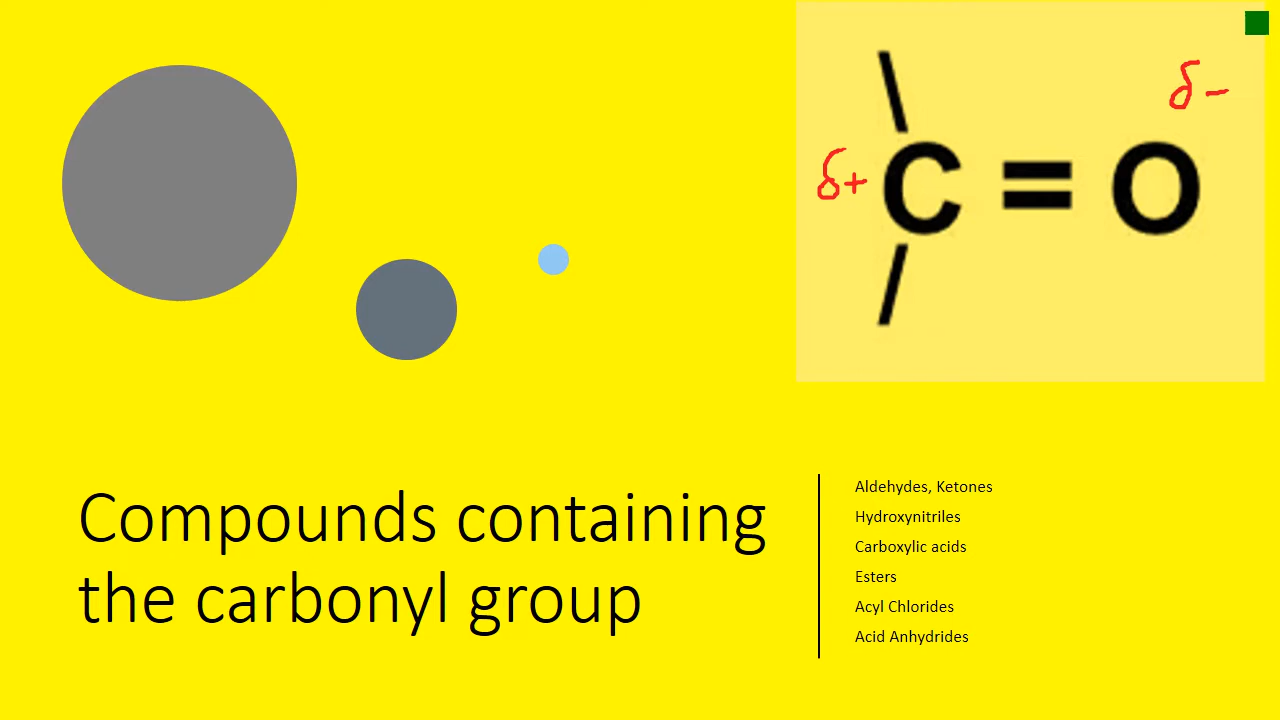 δ-
δ+ C = O
Compounds containing
the carbonyl group
Aldehydes, Ketones
Hydroxynitriles
Carboxylic acids
Esters
Acyl Chlorides
Acid Anhydrides